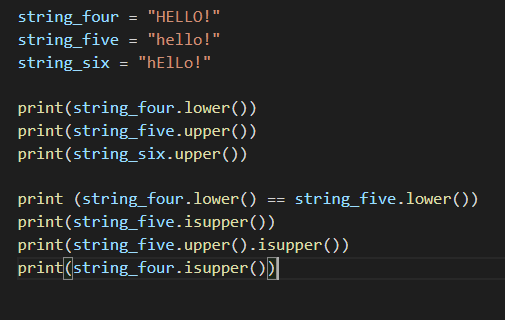 string_four = "HELLO!"
string_five = "hello!"
string_six = "hElLo!"
print(string_four.lower())
print(string_five.upper())
print(string_six.upper())
print (string_four.lower() == string_five.lower())
print(string_five.isupper())
print(string_five.upper().isupper())
print(string_four.isupper())